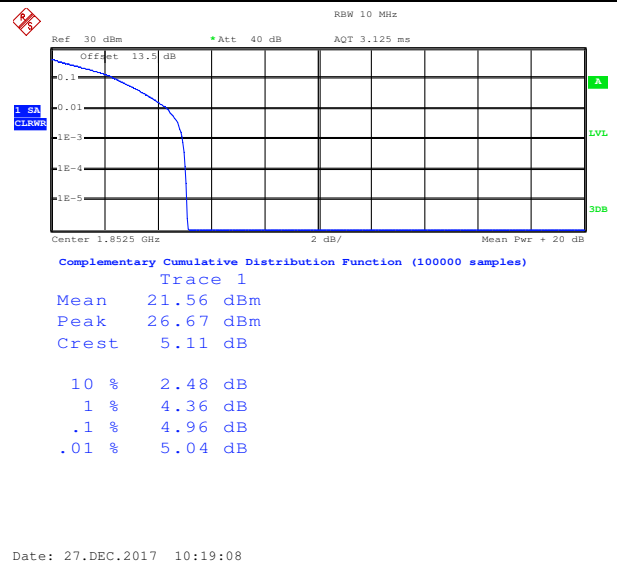 R S
RBW 10 MHz
Ref 30 dBm *Att 40 dB AQT 3.125 ms
Offset 13.5 dB
0.1
A
1 SA
0.01
CLRWR
LVL
1E-3
1E-4
1E-5
3DB
Center 1.8525 GHz 2 dB/ Mean Pwr + 20 dB
Complementary Cumulative Distribution Function (100000 samples)
Trace 1
Mean 21.56 dBm
Peak 26.67 dBm
Crest 5.11 dB
10 % 2.48 dB
1 % 4.36 dB
.1 % 4.96 dB
.01 % 5.04 dB
Date: 27.DEC.2017 10:19:08